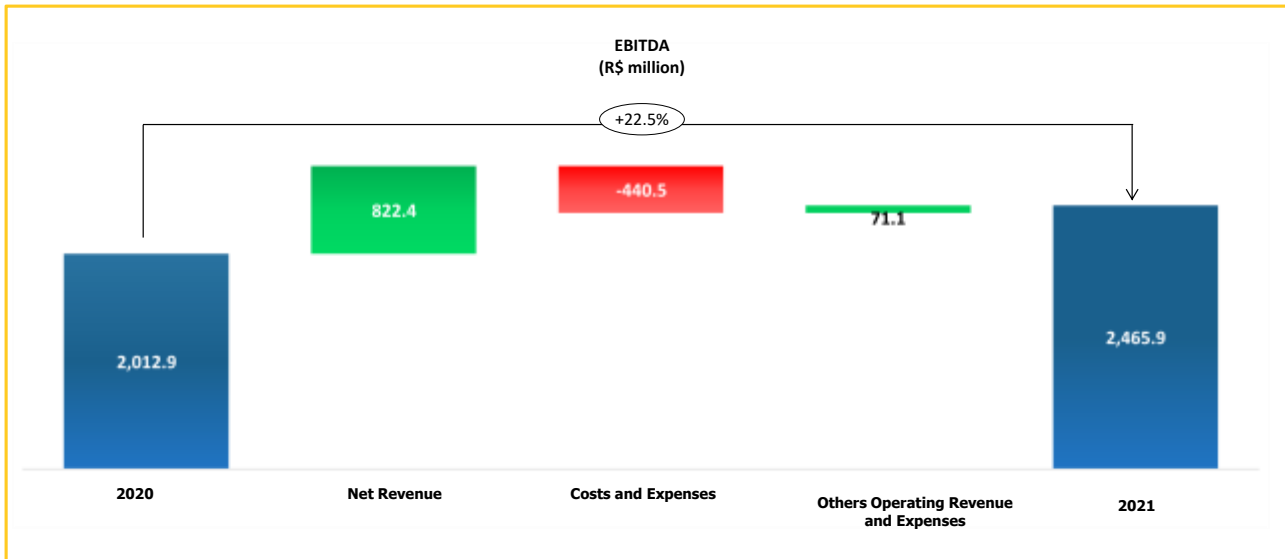 EBITDA
(R$ million)
+22.5%
822.4
-440.5
71.1
2,012.9
2,465.9
2020
Net Revenue
Costs and Expenses
Others Operating Revenue
and Expenses
2021